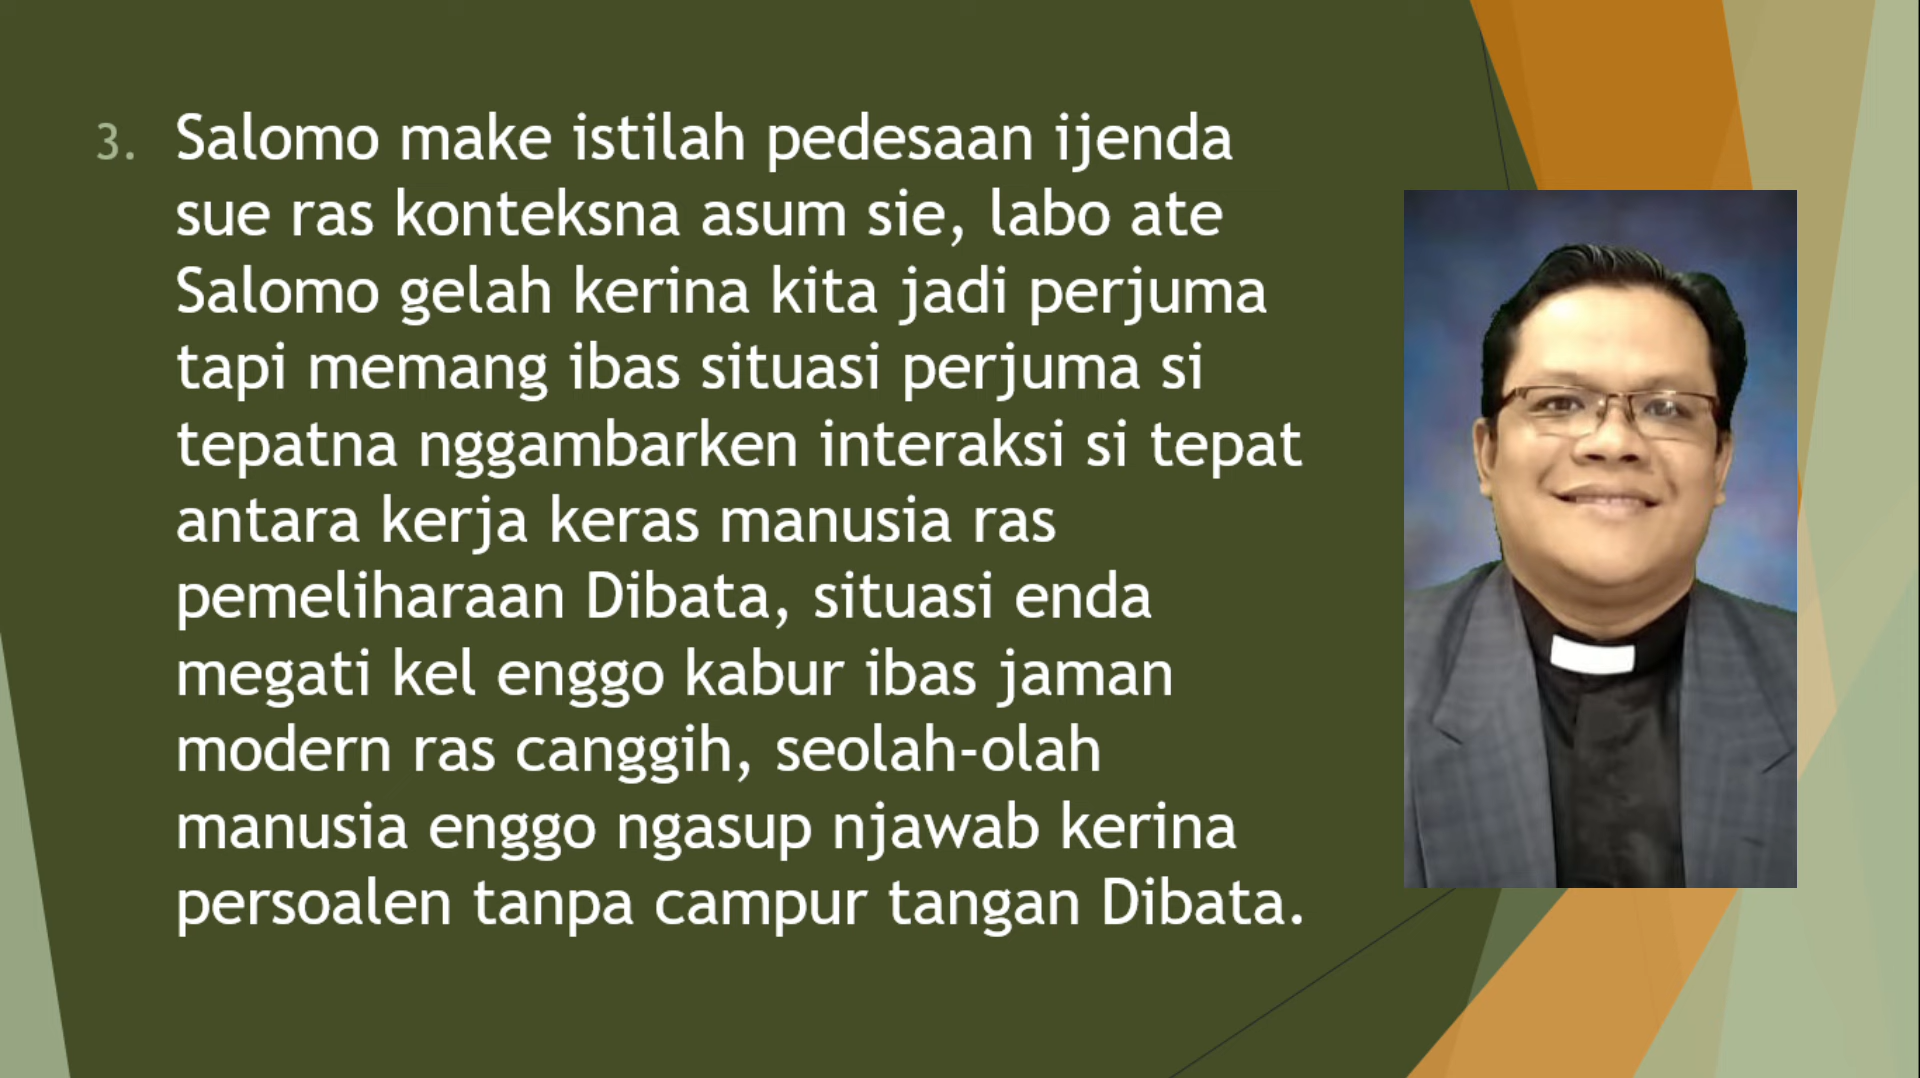 3. Salomo make istilah pedesaan ijenda
sue ras konteksna asum sie, labo ate
Salomo gelah kerina kita jadi perjuma
tapi memang ibas situasi perjuma si
tepatna nggambarken interaksi si tepat
antara kerja keras manusia ras
pemeliharaan Dibata, situasi enda
megati kel enggo kabur ibas jaman
modern ras canggih, seolah-olah
manusia enggo ngasup njawab kerina
persoalen tanpa campur tangan Dibata.